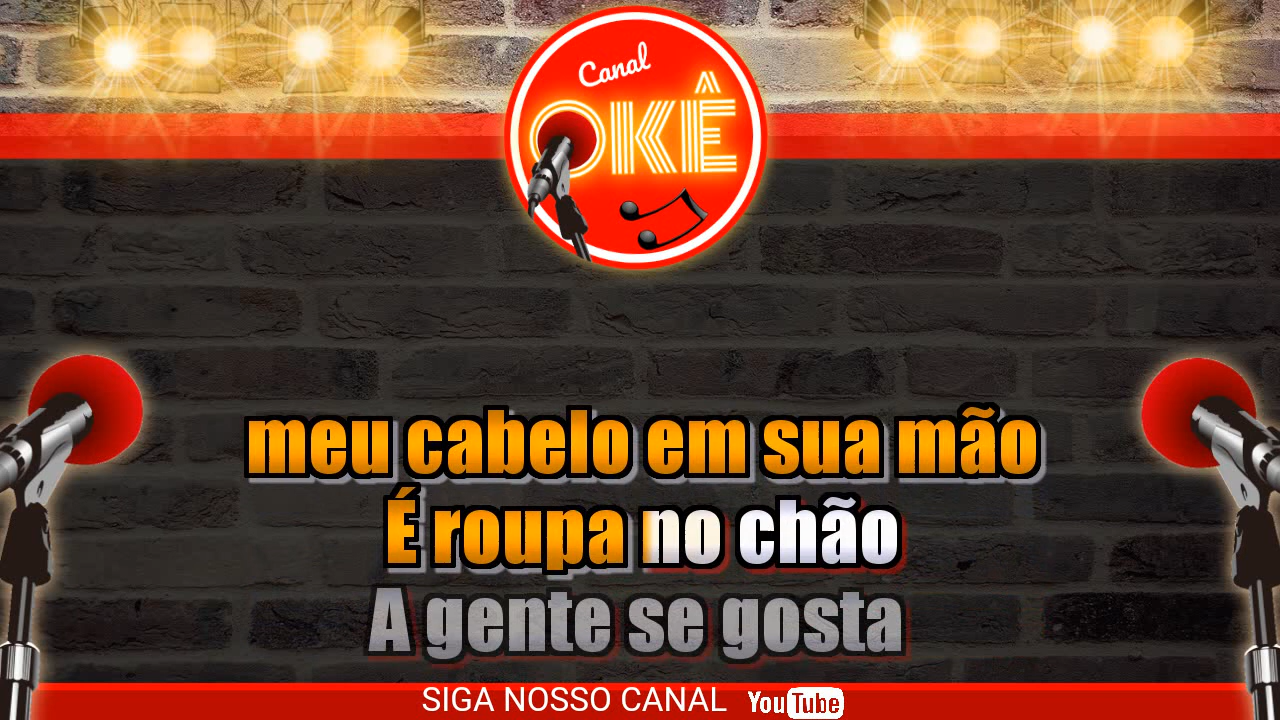 Canal
OKÊ
meu cabelo em sua mão
É roupa no chão
A gente se gosta
SIGA NOSSO CANAL YouTube